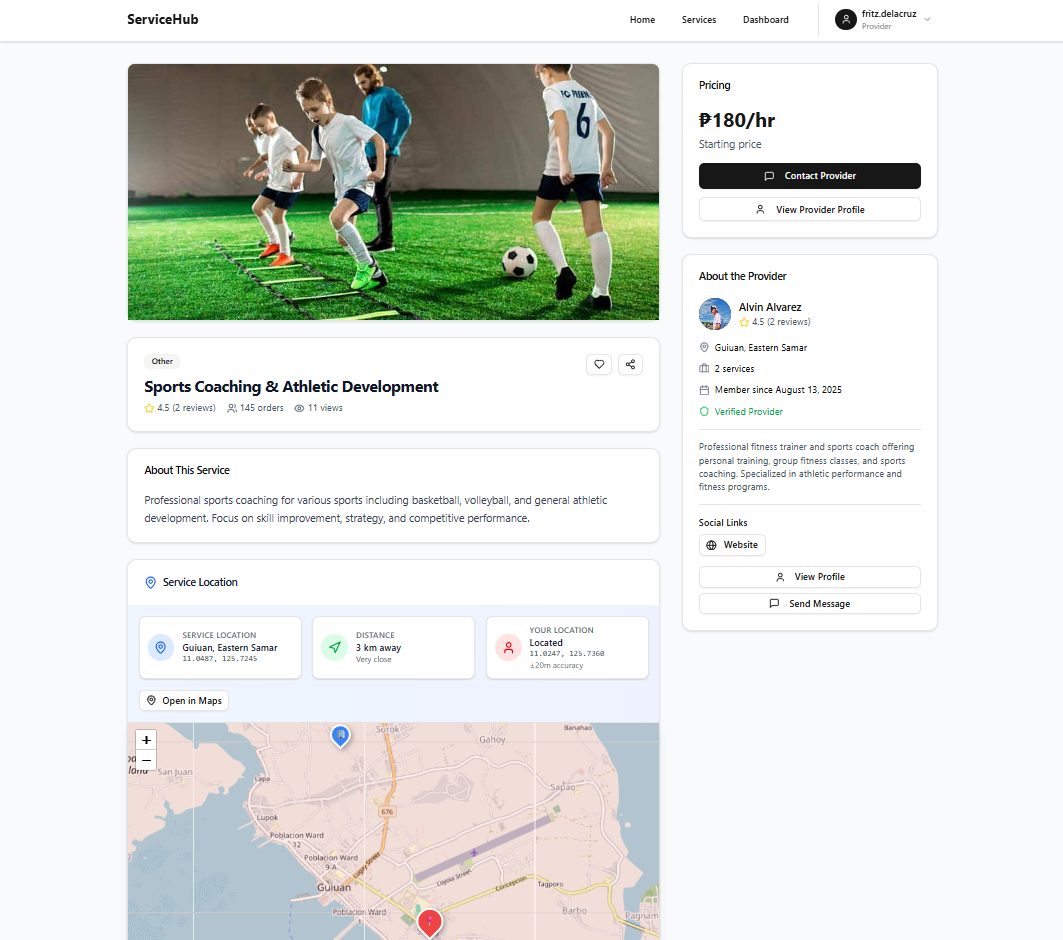 ServiceHub
Home
Services
Dashboard
fritz.delacruz
Provider
FC PRIME
6
Other
Sports Coaching & Athletic Development
4.5 (2 reviews)
145 orders
11 views
About This Service
Professional sports coaching for various sports including basketball, volleyball, and general athletic
development. Focus on skill improvement, strategy, and competitive performance.
Service Location
SERVICE LOCATION
Guiuan, Eastern Samar
11.0487, 125.7245
DISTANCE
3 km away
Very close
YOUR LOCATION
Located
11.0247, 125.7360
±20m accuracy
Open in Maps
+
−
Surok
Banahao
Gahoy
San Juan
Lapa
Sapao
676
Lupok
Poblacion Ward
12
Poblacion Ward
9-A
Lugay Street
Guiuan
Loyola Street
Concepcion
Tagporo
Poblacion Ward
Barbo
Pagnam
Pricing
₱180/hr
Starting price
Contact Provider
View Provider Profile
About the Provider
Alvin Alvarez
4.5 (2 reviews)
Guiuan, Eastern Samar
2 services
Member since August 13, 2025
Verified Provider
Professional fitness trainer and sports coach offering
personal training, group fitness classes, and sports
coaching. Specialized in athletic performance and
fitness programs.
Social Links
Website
View Profile
Send Message